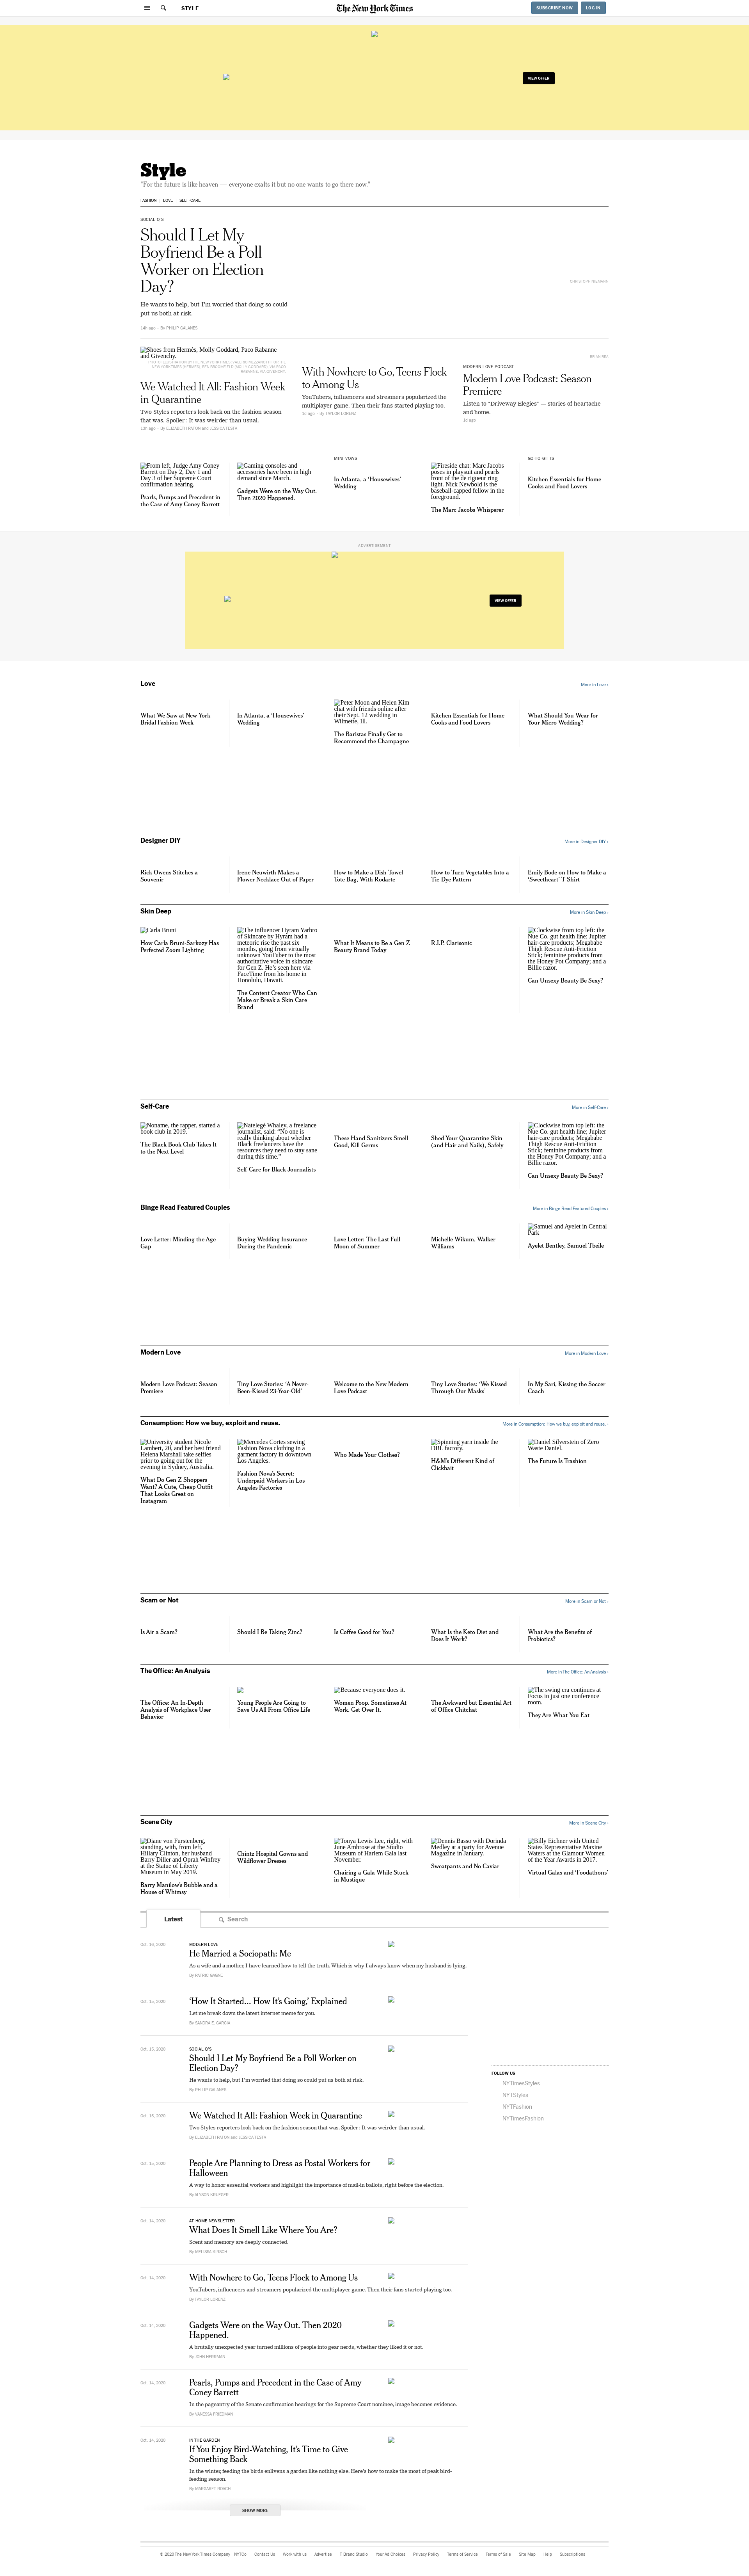 STYLE
The New York Times
SUBSCRIBE NOW
LOG IN
VIEW OFFER
Style
"For the future is like heaven — everyone exalts it but no one wants to go there now."
FASHION LOVE SELF-CARE
SOCIAL Q'S
Should I Let My
Boyfriend Be a Poll
Worker on Election
Day?
He wants to help, but I'm worried that doing so could
put us both at risk.
14h ago • By PHILIP GALANES
Shoes from Hermès, Molly Goddard, Paco Rabanne
and Givenchy.
We Watched It All: Fashion Week
in Quarantine
Two Styles reporters look back on the fashion season
that was. Spoiler: It was weirder than usual.
13h ago • By ELIZABETH PATON and JESSICA TESTA
With Nowhere to Go, Teens Flock
to Among Us
YouTubers, influencers and streamers popularized the
multiplayer game. Then their fans started playing too.
1d ago • By TAYLOR LORENZ
BRIAN REA
MODERN LOVE PODCAST
Modern Love Podcast: Season
Premiere
Listen to "Driveway Elegies" — stories of heartache
and home.
1d ago
From left, Judge Amy Coney
Barrett on Day 2, Day 1 and
Day 3 of her Supreme Court
confirmation hearing.
Pearls, Pumps and Precedent in
the Case of Amy Coney Barrett
Gaming consoles and
accessories have been in high
demand since March.
Gadgets Were on the Way Out.
Then 2020 Happened.
MINI-VOWS
In Atlanta, a 'Housewives'
Wedding
Fireside chat: Marc Jacobs
poses in playsuit and pearls
front of the de rigueur ring
light. Nick Newbold is the
baseball-capped fellow in the
foreground.
The Marc Jacobs Whisperer
GO-TO-GIFTS
Kitchen Essentials for Home
Cooks and Food Lovers
ADVERTISEMENT
VIEW OFFER
Love
More in Love ›
What We Saw at New York
Bridal Fashion Week
In Atlanta, a 'Housewives'
Wedding
Peter Moon and Helen Kim
chat with friends online after
their Sept. 12 wedding in
Wilmette, Ill.
The Baristas Finally Get to
Recommend the Champagne
Kitchen Essentials for Home
Cooks and Food Lovers
What Should You Wear for
Your Micro Wedding?
Designer DIY
More in Designer DIY ›
Rick Owens Stitches a
Souvenir
Irene Neuwirth Makes a
Flower Necklace Out of Paper
How to Make a Dish Towel
Tote Bag, With Rodarte
How to Turn Vegetables Into a
Tie-Dye Pattern
Emily Bode on How to Make a
'Sweetheart' T-Shirt
Skin Deep
More in Skin Deep ›
Carla Bruni
How Carla Bruni-Sarkozy Has
Perfected Zoom Lighting
The influencer Hyram Yarbro
of Skincare by Hyram had a
meteoric rise the past six
months, going from virtually
unknown YouTuber to the most
authoritative voice in skincare
for Gen Z. He's seen here via
FaceTime from his home in
Honolulu, Hawaii.
The Content Creator Who Can
Make or Break a Skin Care
Brand
What It Means to Be a Gen Z
Beauty Brand Today
R.I.P. Clarisonic
Clockwise from top left: the
Nue Co. gut health line; Jupiter
hair-care products; Megababe
Thigh Rescue Anti-Friction
Stick; feminine products from
the Honey Pot Company; and a
Billie razor.
Can Unsexy Beauty Be Sexy?
Self-Care
More in Self-Care ›
Noname, the rapper, started a
book club in 2019.
The Black Book Club Takes It
to the Next Level
Natelegé Whaley, a freelance
journalist, said: "No one is
really thinking about whether
Black freelancers have the
resources they need to stay sane
during this time."
Self-Care for Black Journalists
These Hand Sanitizers Smell
Good, Kill Germs
Shed Your Quarantine Skin
(and Hair and Nails), Safely
Clockwise from top left: the
Nue Co. gut health line; Jupiter
hair-care products; Megababe
Thigh Rescue Anti-Friction
Stick; feminine products from
the Honey Pot Company; and a
Billie razor.
Can Unsexy Beauty Be Sexy?
Binge Read Featured Couples
More in Binge Read Featured Couples ›
Love Letter: Minding the Age
Gap
Buying Wedding Insurance
During the Pandemic
Love Letter: The Last Full
Moon of Summer
Michelle Wikum, Walker
Williams
Samuel and Ayelet in Central
Park
Ayelet Bentley, Samuel Tbeile
Modern Love
More in Modern Love ›
Modern Love Podcast: Season
Premiere
Tiny Love Stories: 'A Never-
Been-Kissed 23-Year-Old'
Welcome to the New Modern
Love Podcast
Tiny Love Stories: 'We Kissed
Through Our Masks'
In My Sari, Kissing the Soccer
Coach
Consumption: How we buy, exploit and reuse.
More in Consumption: How we buy, exploit and reuse. ›
University student Nicole
Lambert, 20, and her best friend
Helena Marshall take selfies
prior to going out for the
evening in Sydney, Australia.
What Do Gen Z Shoppers
Want? A Cute, Cheap Outfit
That Looks Great on
Instagram
Mercedes Cortes sewing
Fashion Nova clothing in a
garment factory in downtown
Los Angeles.
Fashion Nova's Secret:
Underpaid Workers in Los
Angeles Factories
Who Made Your Clothes?
Spinning yarn inside the
DBL factory.
H&M's Different Kind of
Clickbait
Daniel Silverstein of Zero
Waste Daniel.
The Future Is Trashion
Scam or Not
More in Scam or Not ›
Is Air a Scam?
Should I Be Taking Zinc?
Is Coffee Good for You?
What Is the Keto Diet and
Does It Work?
What Are the Benefits of
Probiotics?
The Office: An Analysis
More in The Office: An Analysis ›
The Office: An In-Depth
Analysis of Workplace User
Behavior
Young People Are Going to
Save Us All From Office Life
Because everyone does it.
Women Poop. Sometimes At
Work. Get Over It.
The Awkward but Essential Art
of Office Chitchat
The swing era continues at
Focus in just one conference
room.
They Are What You Eat
Scene City
More in Scene City ›
Diane von Furstenberg,
standing, with, from left,
Hillary Clinton, her husband
Barry Diller and Oprah Winfrey
at the Statue of Liberty
Museum in May 2019.
Barry Manilow's Bubble and a
House of Whimsy
Chintz Hospital Gowns and
Wildflower Dresses
Tonya Lewis Lee, right, with
June Ambrose at the Studio
Museum of Harlem Gala last
November.
Chairing a Gala While Stuck
in Mustique
Dennis Basso with Dorinda
Medley at a party for Avenue
Magazine in January.
Sweatpants and No Caviar
Billy Eichner with United
States Representative Maxine
Waters at the Glamour Women
of the Year Awards in 2017.
Virtual Galas and 'Foodathons'
Latest
Search
Oct. 16, 2020
MODERN LOVE
He Married a Sociopath: Me
As a wife and a mother, I have learned how to tell the truth. Which is why I always know when my husband is lying.
By PATRIC GAGNE
Oct. 15, 2020
'How It Started... How It's Going,' Explained
Let me break down the latest internet meme for you.
By SANDRA E. GARCIA
Oct. 15, 2020
SOCIAL Q'S
Should I Let My Boyfriend Be a Poll Worker on
Election Day?
He wants to help, but I'm worried that doing so could put us both at risk.
By PHILIP GALANES
Oct. 15, 2020
We Watched It All: Fashion Week in Quarantine
Two Styles reporters look back on the fashion season that was. Spoiler: It was weirder than usual.
By ELIZABETH PATON and JESSICA TESTA
Oct. 15, 2020
People Are Planning to Dress as Postal Workers for
Halloween
A way to honor essential workers and highlight the importance of mail-in ballots, right before the election.
By ALYSON KRUEGER
Oct. 14, 2020
AT HOME NEWSLETTER
What Does It Smell Like Where You Are?
Scent and memory are deeply connected.
By MELISSA KIRSCH
Oct. 14, 2020
With Nowhere to Go, Teens Flock to Among Us
YouTubers, influencers and streamers popularized the multiplayer game. Then their fans started playing too.
By TAYLOR LORENZ
Oct. 14, 2020
Gadgets Were on the Way Out. Then 2020
Happened.
A brutally unexpected year turned millions of people into gear nerds, whether they liked it or not.
By JOHN HERRMAN
Oct. 14, 2020
Pearls, Pumps and Precedent in the Case of Amy
Coney Barrett
In the pageantry of the Senate confirmation hearings for the Supreme Court nominee, image becomes evidence.
By VANESSA FRIEDMAN
Oct. 14, 2020
IN THE GARDEN
If You Enjoy Bird-Watching, It's Time to Give
Something Back
In the winter, feeding the birds enlivens a garden like nothing else. Here's how to make the most of peak bird-
feeding season.
By MARGARET ROACH
SHOW MORE
FOLLOW US
NYTimesStyles
NYTStyles
NYTFashion
NYTimesFashion
© 2020 The New York Times Company NYTCo Contact Us Work with us Advertise T Brand Studio Your Ad Choices Privacy Policy Terms of Service Terms of Sale Site Map Help Subscriptions